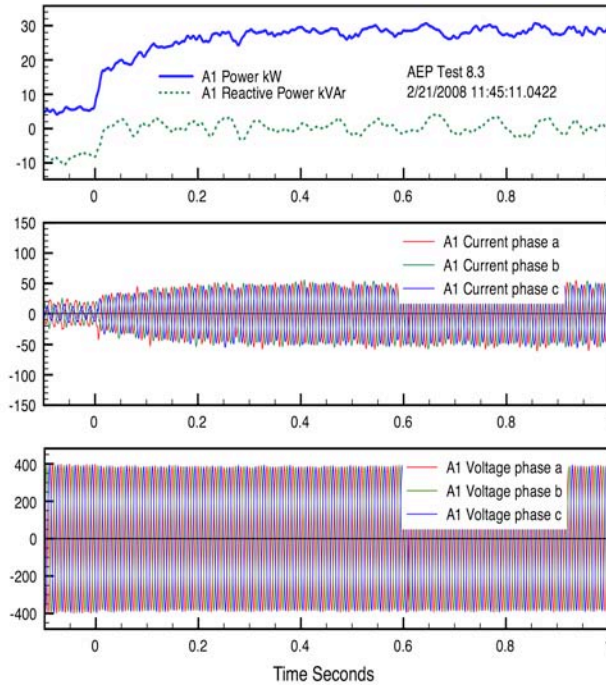 40
30
20
10
0
-10
A1 Power kW
A1 Reactive Power kVAr
AEP Test 8.3
2/21/2008 11:45:11.0422
0 0.2 0.4 0.6 0.8 1
150
100
50
0
-50
-100
-150
A1 Current phase a
A1 Current phase b
A1 Current phase c
0 0.2 0.4 0.6 0.8
400
200
0
-200
-400
A1 Voltage phase a
A1 Voltage phase b
A1 Voltage phase c
0 0.2 0.4 0.6 0.8 1
Time Seconds